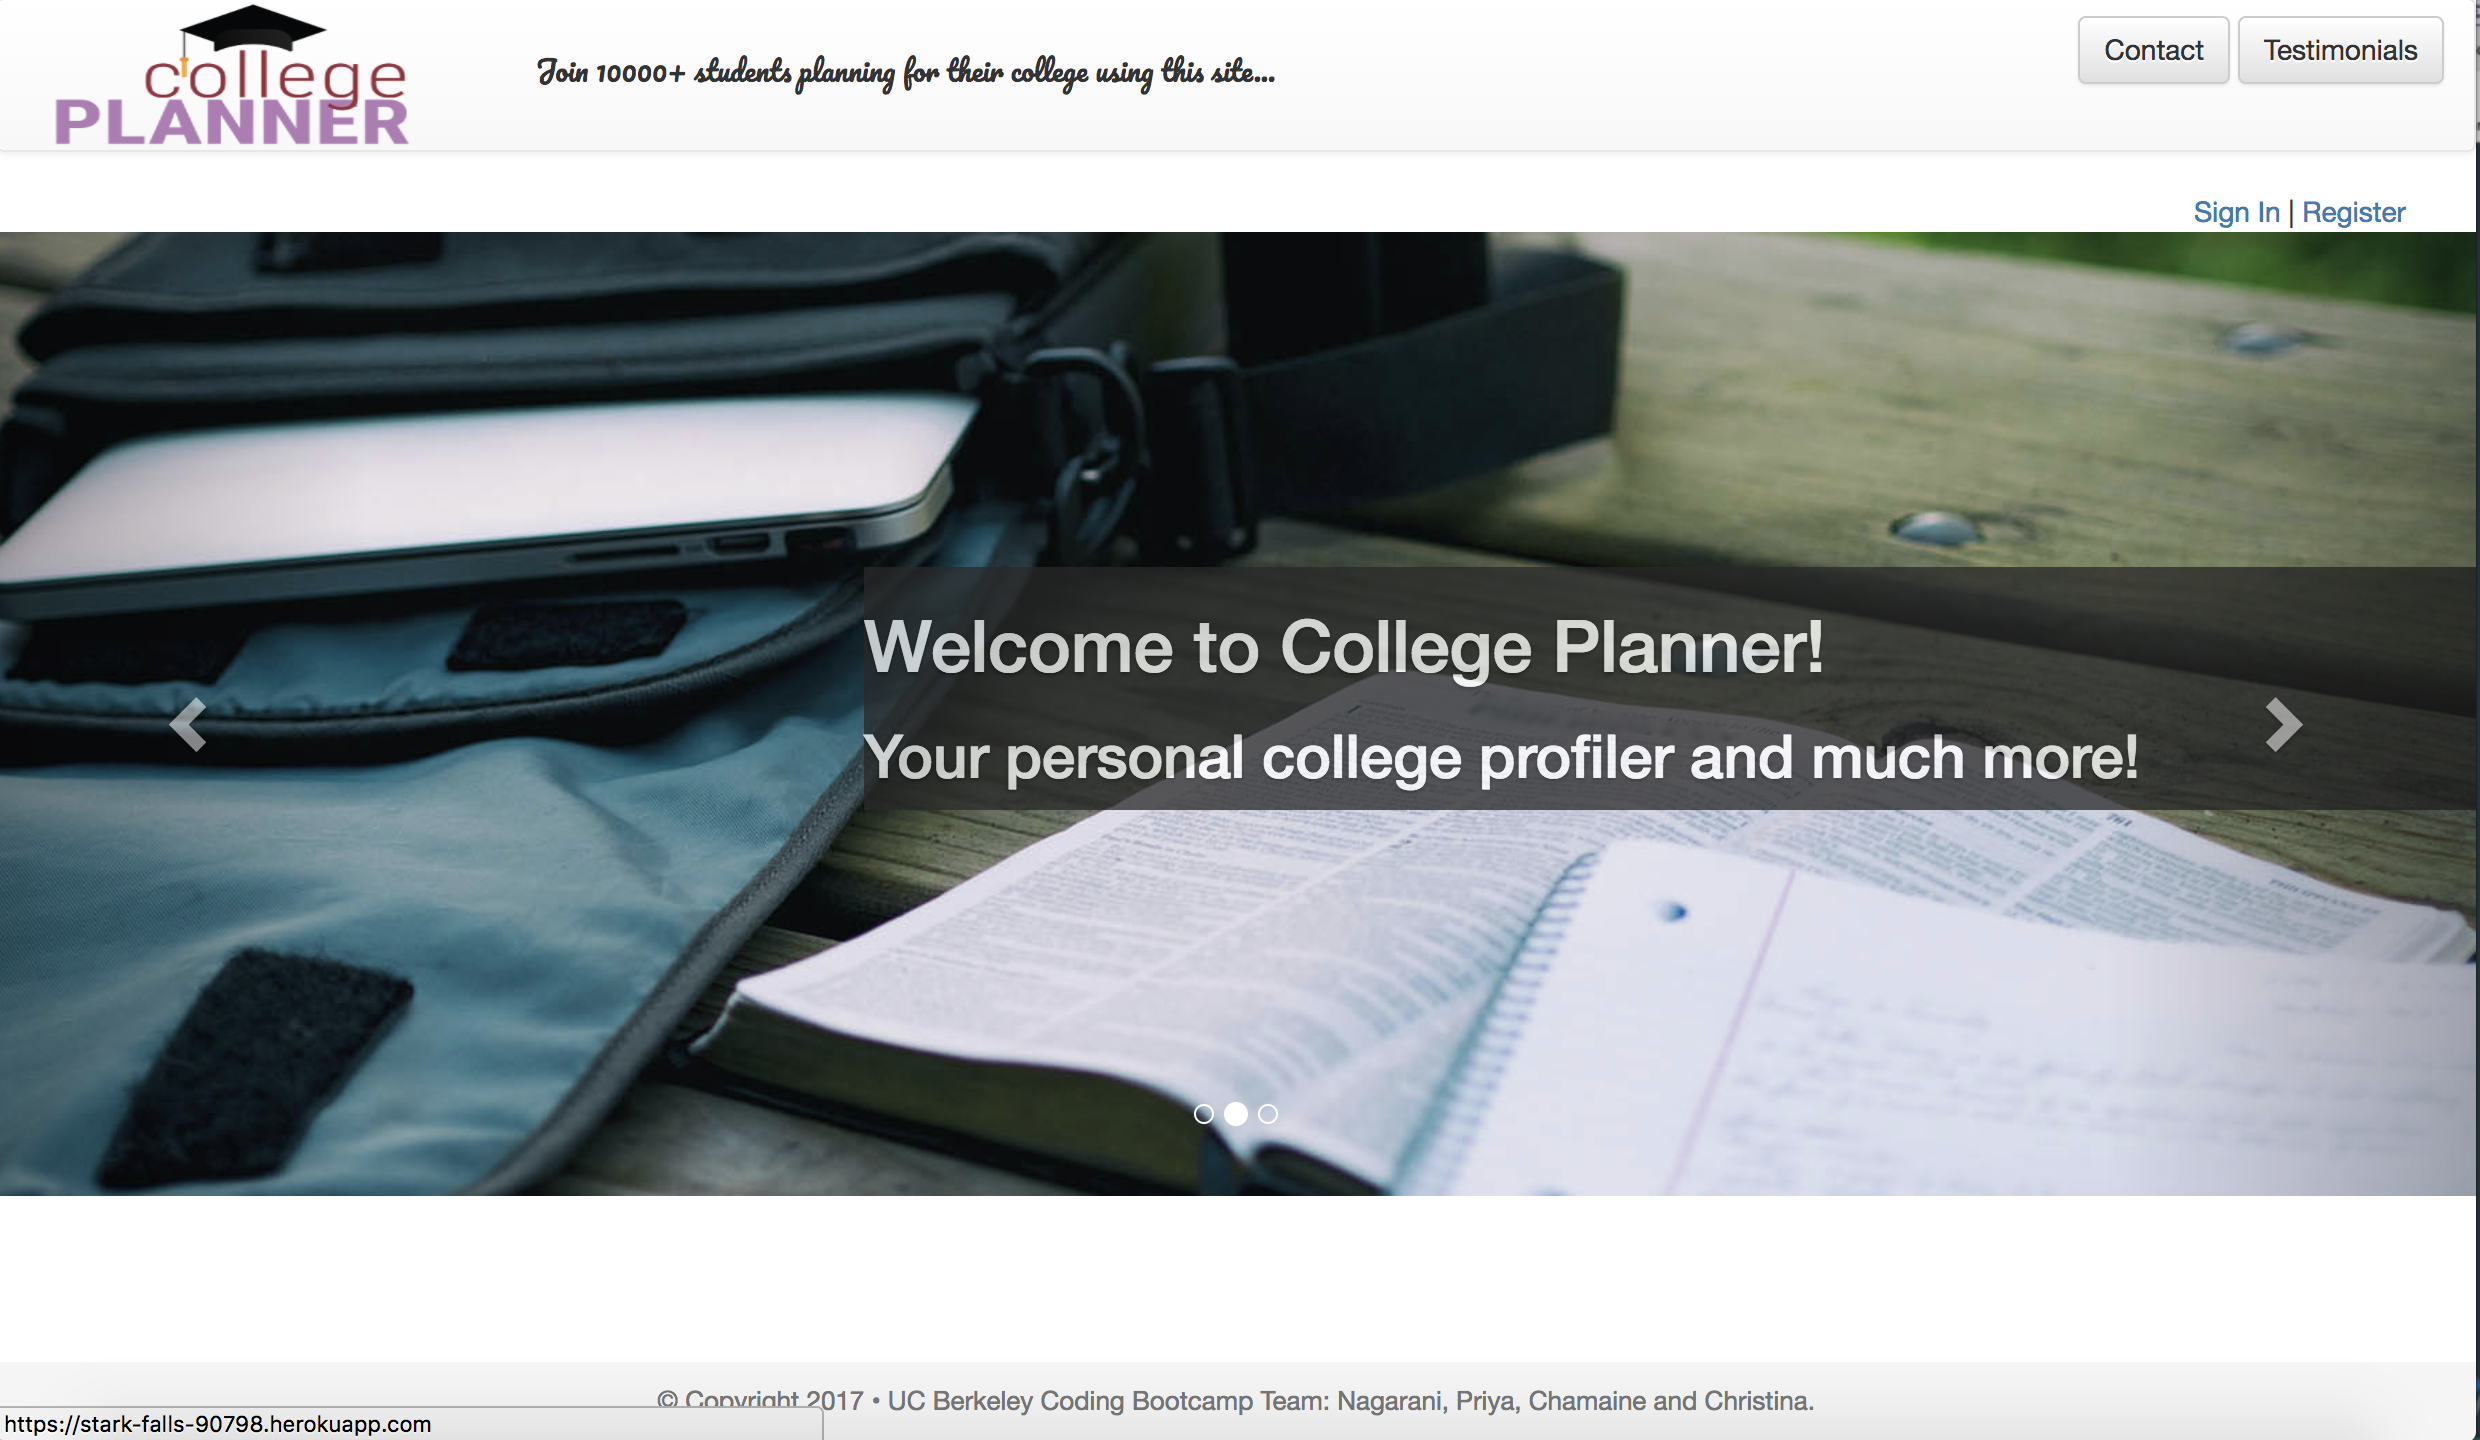 college
PLANNER
Join 10000+ students planning for their college using this site...
Contact
Testimonials
Sign In | Register
Welcome to College Planner!
Your personal college profiler and much more!
761
© Copyright 2017 • UC Berkeley Coding Bootcamp Team: Nagarani, Priya, Chamaine and Christina.
https://stark-falls-90798.herokuapp.com